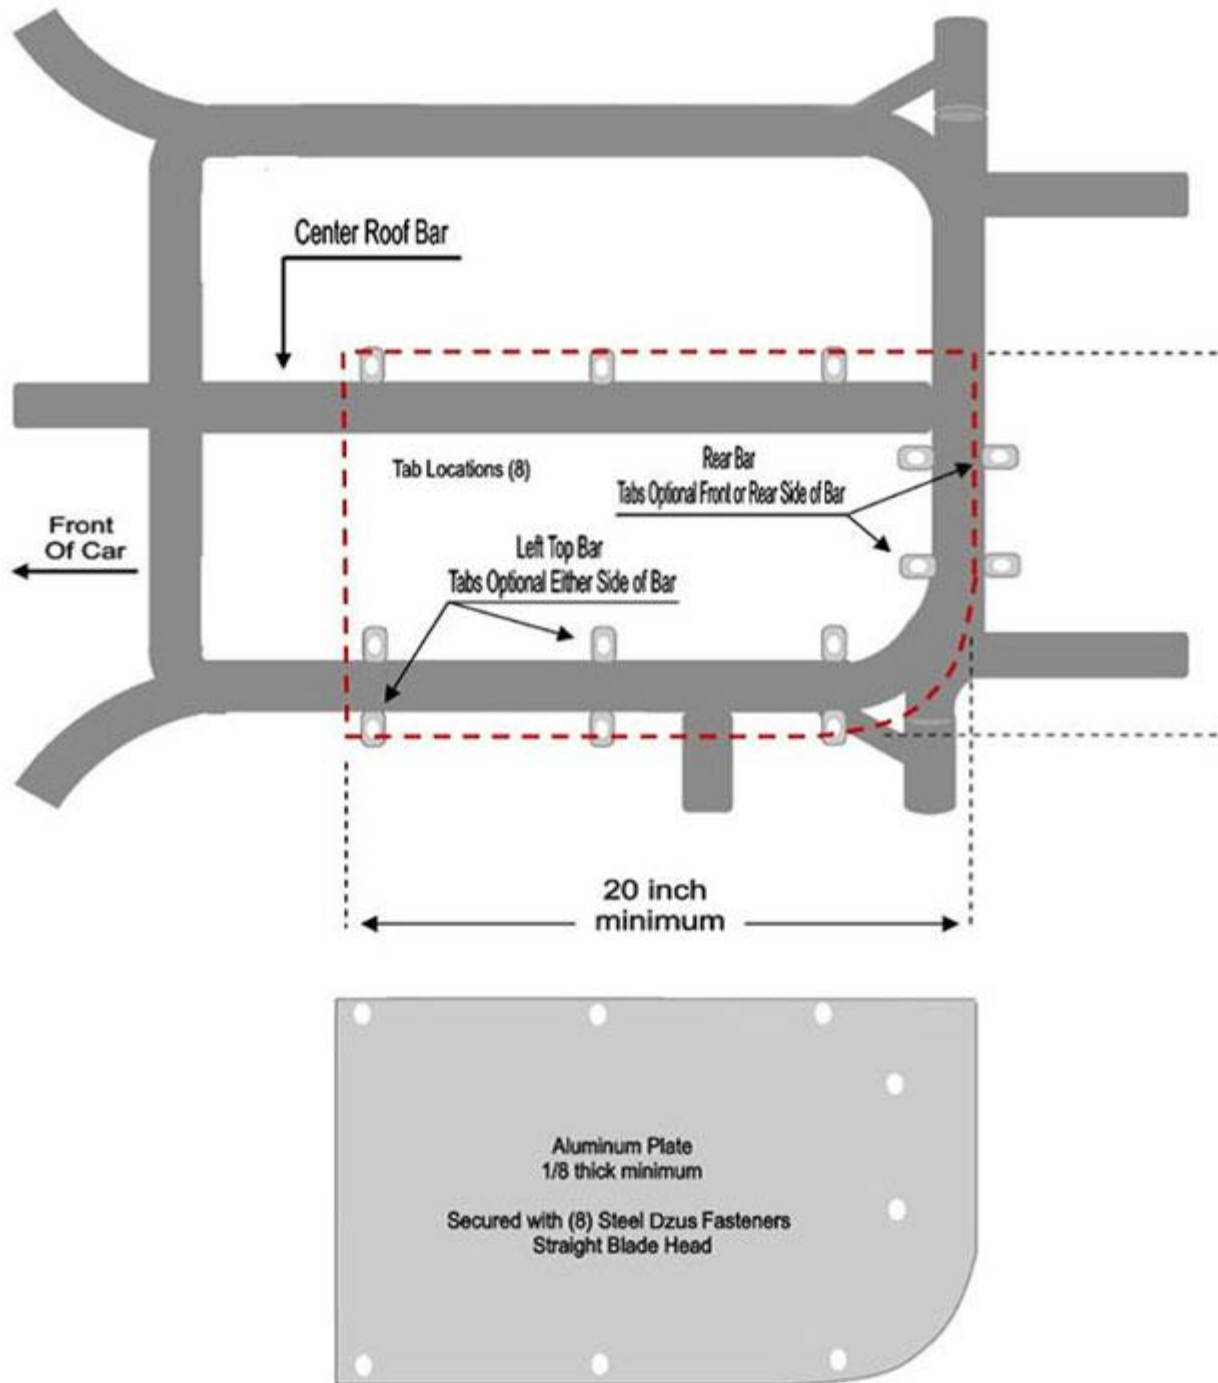 Center Roof Bar
Tab Locations (8)
Rear Bar
Tabs Optional Front or Rear Side of Bar
Front
Of Car
Left Top Bar
Tabs Optional Either Side of Bar
20 inch
minimum
Aluminum Plate
1/8 thick minimum
Secured with (8) Steel Dzus Fasteners
Straight Blade Head